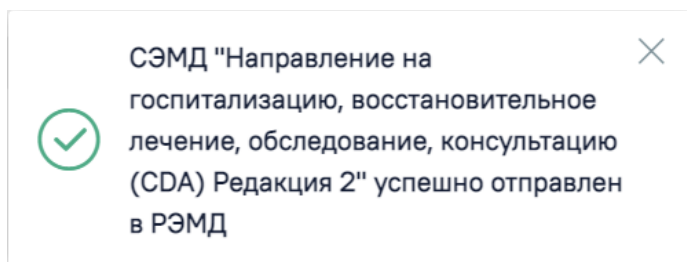 СЭМД "Направление на
госпитализацию, восстановительное
лечение, обследование, консультацию
(CDA) Редакция 2" успешно отправлен
в РЭМД